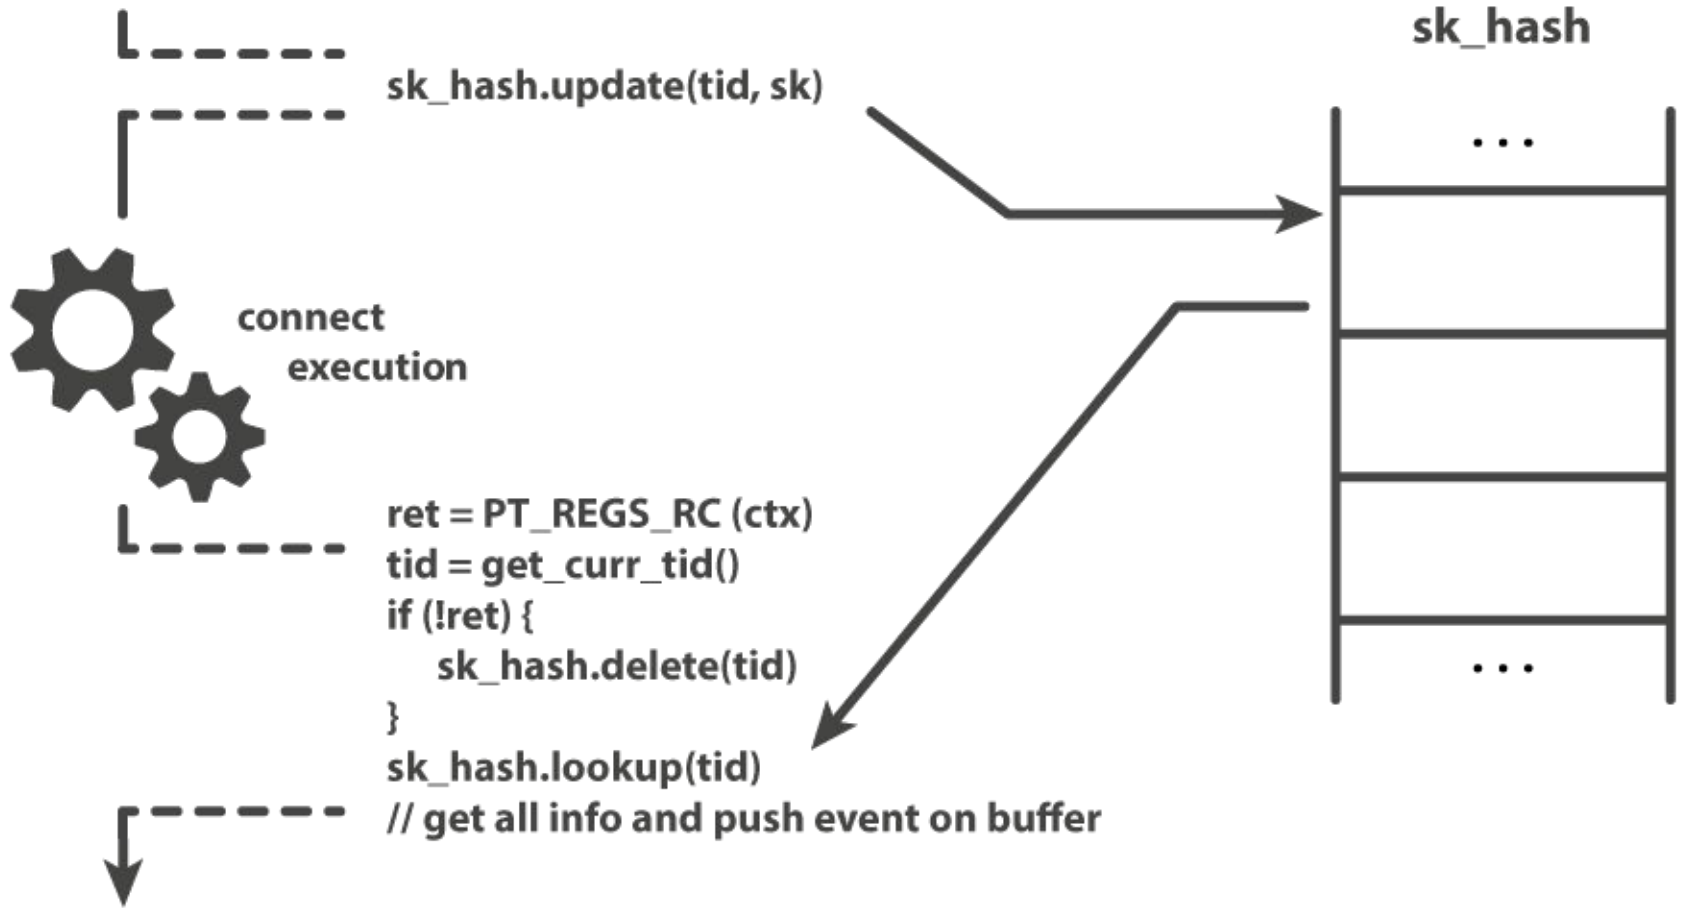 sk_hash
sk_hash.update(tid, sk)
...
connect
execution
ret = PT_REGS_RC (ctx)
tid = get_curr_tid()
if (!ret) {
sk_hash.delete(tid)
}
...
sk_hash.lookup(tid)
// get all info and push event on buffer